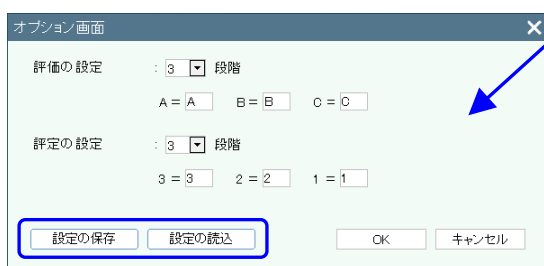 オプション画面
評価の設定 : 3 段階
A = A B = B C = C
評定の設定 : 3 段階
3 = 3 2 = 2 1 = 1
設定の保存 設定の読込 OK キャンセル